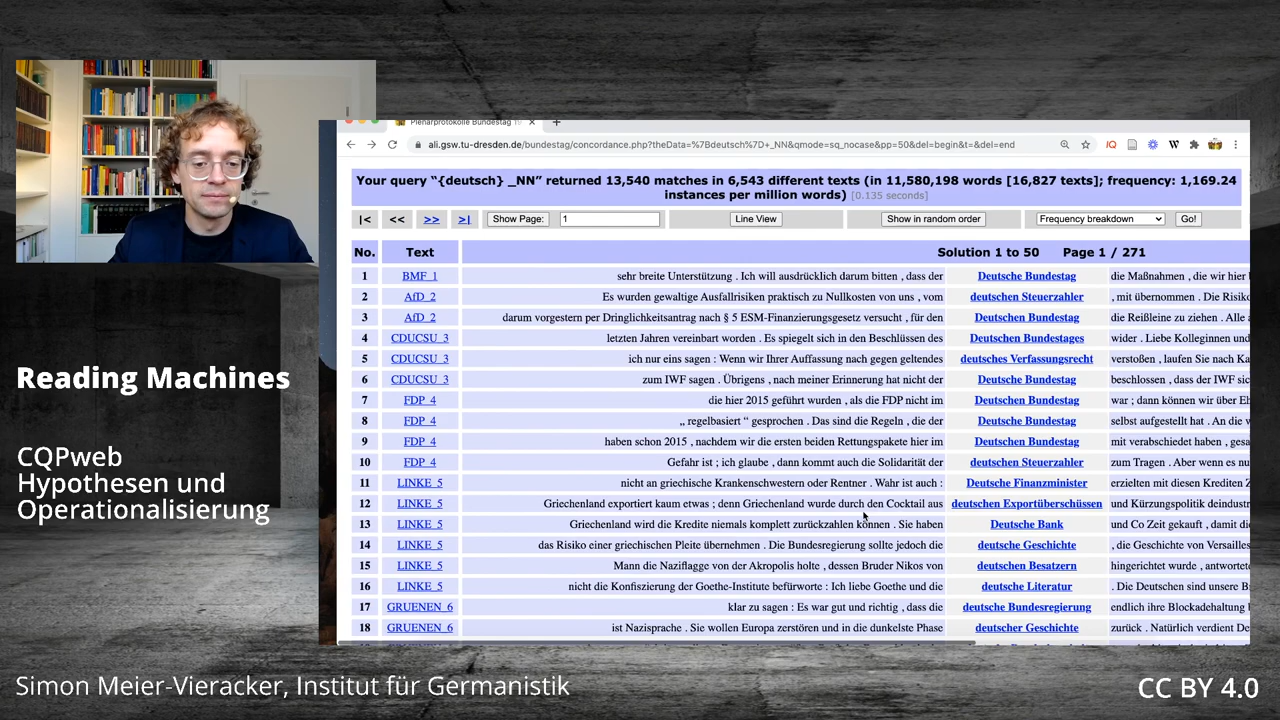 Plenarprotokolle Bundestag 19
ali.gsw.tu-dresden.de/bundestag/concordance.php?theData=%7Bdeutsch%7D+_NN&qmode=sq_nocase&pp=50&del=begin&t=&del=end
Your query “{deutsch} _NN” returned 13,540 matches in 6,543 different texts (in 11,580,198 words [16,827 texts]; frequency: 1,169.24
instances per million words) [0.135 seconds]
|< << >> >| Show Page: 1 Line View Show in random order Frequency breakdown Go!
No. Text Solution 1 to 50 Page 1 / 271
1 BMF_1 sehr breite Unterstützung . Ich will ausdrücklich darum bitten , dass der Deutsche Bundestag die Maßnahmen , die wir hier
2 AfD_2 Es wurden gewaltige Ausfallrisiken praktisch zu Nullkosten von uns , vom deutschen Steuerzahler , mit übernommen . Die Risiko
3 AfD_2 darum vorgestern per Dringlichkeitsantrag nach § 5 ESM-Finanzierungsgesetz versucht , für den Deutschen Bundestag die Reißleine zu ziehen . Alle
4 CDUCSU_3 letzten Jahren vereinbart worden . Es spiegelt sich in den Beschlüssen des Deutschen Bundestages wider . Liebe Kolleginnen und
5 CDUCSU_3 ich nur eins sagen : Wenn wir Ihrer Auffassung nach gegen geltendes deutsches Verfassungsrecht verstoßen , laufen Sie nach Ka
6 CDUCSU_3 zum IWF sagen . Übrigens , nach meiner Erinnerung hat nicht der Deutsche Bundestag beschlossen , dass der IWF sic
7 FDP_4 die hier 2015 geführt wurden , als die FDP nicht im Deutschen Bundestag war ; dann können wir über Eh
8 FDP_4 „ regelbasiert “ gesprochen . Das sind die Regeln , die der Deutsche Bundestag selbst aufgestellt hat . An die v
9 FDP_4 haben schon 2015 , nachdem wir die ersten beiden Rettungspakete hier im Deutschen Bundestag mit verabschiedet haben , gesa
10 FDP_4 Gefahr ist ; ich glaube , dann kommt auch die Solidarität der deutschen Steuerzahler zum Tragen . Aber wenn es nu
11 LINKE_5 nicht an griechische Krankenschwestern oder Rentner . Wahr ist auch : Deutsche Finanzminister erzielten mit diesen Krediten Z
12 LINKE_5 Griechenland exportiert kaum etwas ; denn Griechenland wurde durch den Cocktail aus deutschen Exportüberschüssen und Kürzungspolitik deindust
13 LINKE_5 Griechenland wird die Kredite niemals komplett zurückzahlen können . Sie haben Deutsche Bank und Co Zeit gekauft , damit di
14 LINKE_5 das Risiko einer griechischen Pleite übernehmen . Die Bundesregierung sollte jedoch die deutsche Geschichte , die Geschichte von Versailles
15 LINKE_5 Mann die Naziflagge von der Akropolis holte , dessen Bruder Nikos von deutschen Besatzern hingerichtet wurde , antwortete
16 LINKE_5 nicht die Konfiszierung der Goethe-Institute befürworte : Ich liebe Goethe und die deutsche Literatur . Die Deutschen sind unsere B
17 GRUENEN_6 klar zu sagen : Es war gut und richtig , dass die deutsche Bundesregierung endlich ihre Blockadehaltung
18 GRUENEN_6 ist Nazisprache . Sie wollen Europa zerstören und in die dunkelste Phase deutscher Geschichte zurück . Natürlich verdient De
Reading Machines
CQPweb
Hypothesen und
Operationalisierung
Simon Meier-Vieracker, Institut für Germanistik
CC BY 4.0